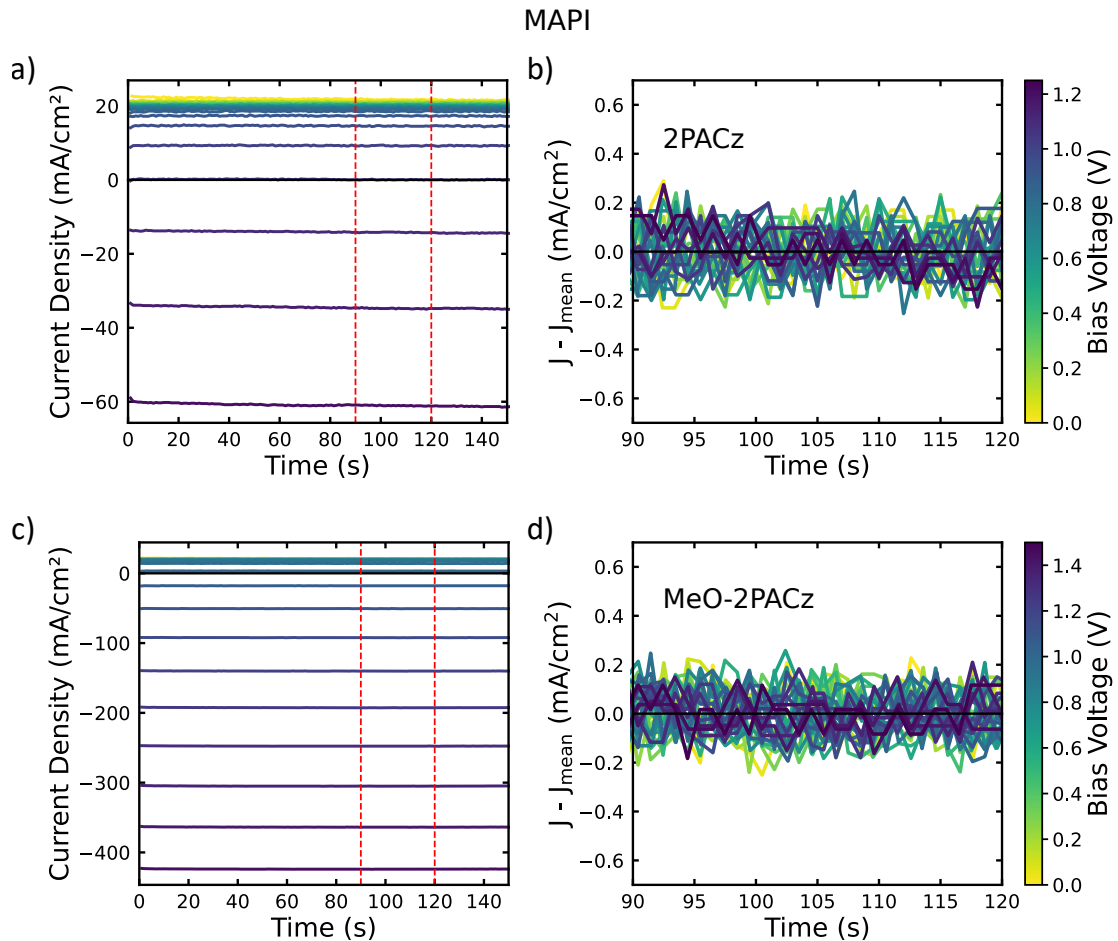 MAPI
a)
Current Density (mA/cm²)
20
0
−20
−40
−60
0 20 40 60 80 100 120 140
Time (s)
b)
J - Jmean (mA/cm²)
0.6
0.4
0.2
0.0
−0.2
−0.4
−0.6
2PACz
90 95 100 105 110 115 120
Time (s)
1.2
1.0
0.8
0.6
0.4
0.2
0.0
Bias Voltage (V)
c)
Current Density (mA/cm²)
0
−100
−200
−300
−400
0 20 40 60 80 100 120 140
Time (s)
d)
J - Jmean (mA/cm²)
0.6
0.4
0.2
0.0
−0.2
−0.4
−0.6
MeO-2PACz
90 95 100 105 110 115 120
Time (s)
1.4
1.2
1.0
0.8
0.6
0.4
0.2
0.0
Bias Voltage (V)